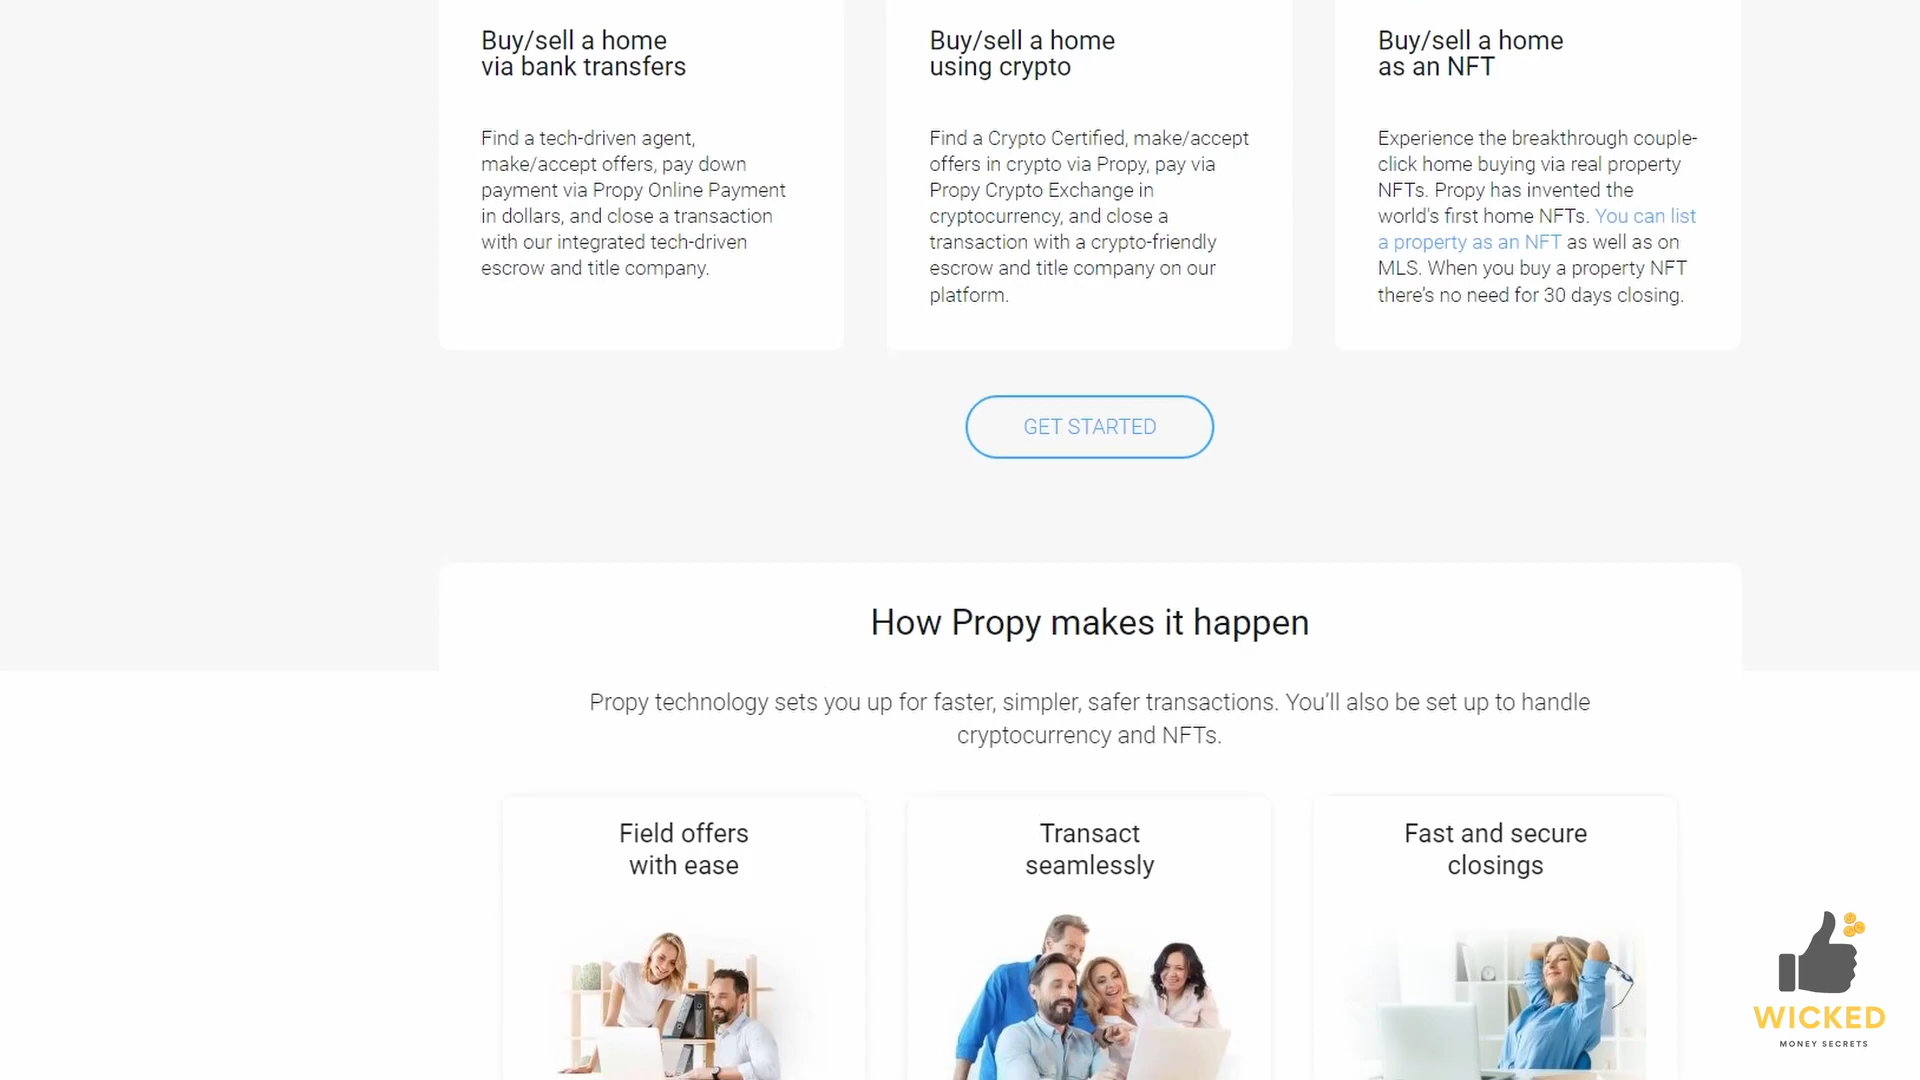 Buy/sell a home
via bank transfers
Find a tech-driven agent,
make/accept offers, pay down
payment via Propy Online Payment
in dollars, and close a transaction
with our integrated tech-driven
escrow and title company.
Buy/sell a home
using crypto
Find a Crypto Certified, make/accept
offers in crypto via Propy, pay via
Propy Crypto Exchange in
cryptocurrency, and close a
transaction with a crypto-friendly
escrow and title company on our
platform.
Buy/sell a home
as an NFT
Experience the breakthrough couple-
click home buying via real property
NFTs. Propy has invented the
world's first home NFTs. You can list
a property as an NFT as well as on
MLS. When you buy a property NFT
there’s no need for 30 days closing.
GET STARTED
How Propy makes it happen
Propy technology sets you up for faster, simpler, safer transactions. You’ll also be set up to handle
cryptocurrency and NFTs.
Field offers
with ease
Transact
seamlessly
Fast and secure
closings
WICKED
MONEY SECRETS